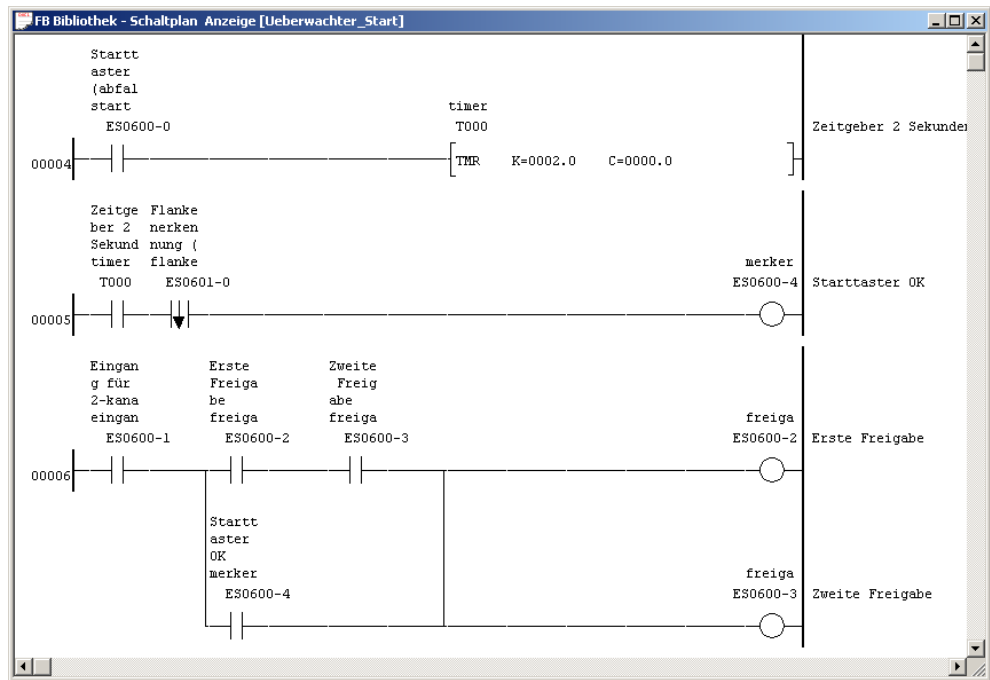 FB Bibliothek - Schaltplan Anzeige [Ueberwachter_Start]
Startt
aster
(abfal
start
ES0600-0
timer
T000
Zeitgeber 2 Sekunden
00004
TMR K=0002.0 C=0000.0
Zeitge Flanke
ber 2 nerken
Sekund nung (
timer flanke
T000 ES0601-0
merker
ES0600-4 Starttaster OK
00005
Eingan Erste Zweite
g für Freiga Freig
2-kana be abe
eingan freiga freiga
ES0600-1 ES0600-2 ES0600-3
freiga
ES0600-2 Erste Freigabe
00006
Startt
aster
OK
merker
ES0600-4
freiga
ES0600-3 Zweite Freigabe